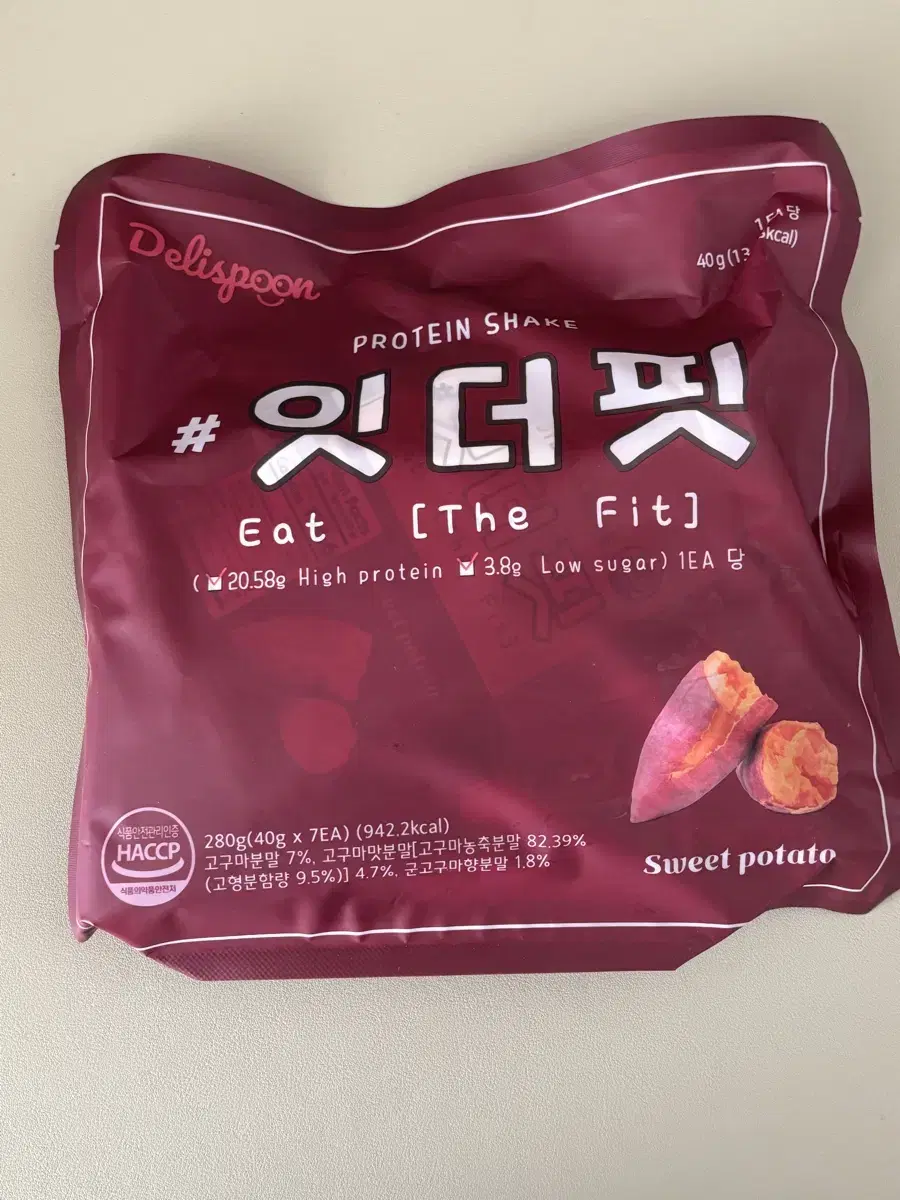 Delispoon
당
40g(13
kcal)
PROTEIN SHAKE
#잇더핏
Eat [The Fit]
(20.58g High protein 3.8g Low sugar) 1EA 당
식품안전관리인증
HACCP
식품의약품안전처
280g(40g x 7EA) (942.2kcal)
고구마분말 7%, 고구마맛분말[고구마농축분말 82.39%
(고형분함량 9.5%)] 4.7%, 군고구마향분말 1.8%
Sweet potato